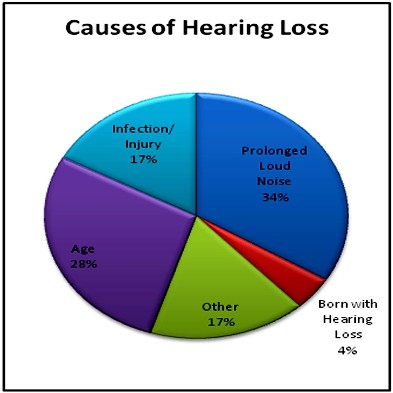 Causes of Hearing Loss
Infection/
Injury
17%
Prolonged
Loud
Noise
34%
Age
28%
Other
17%
Born with
Hearing
Loss
4%